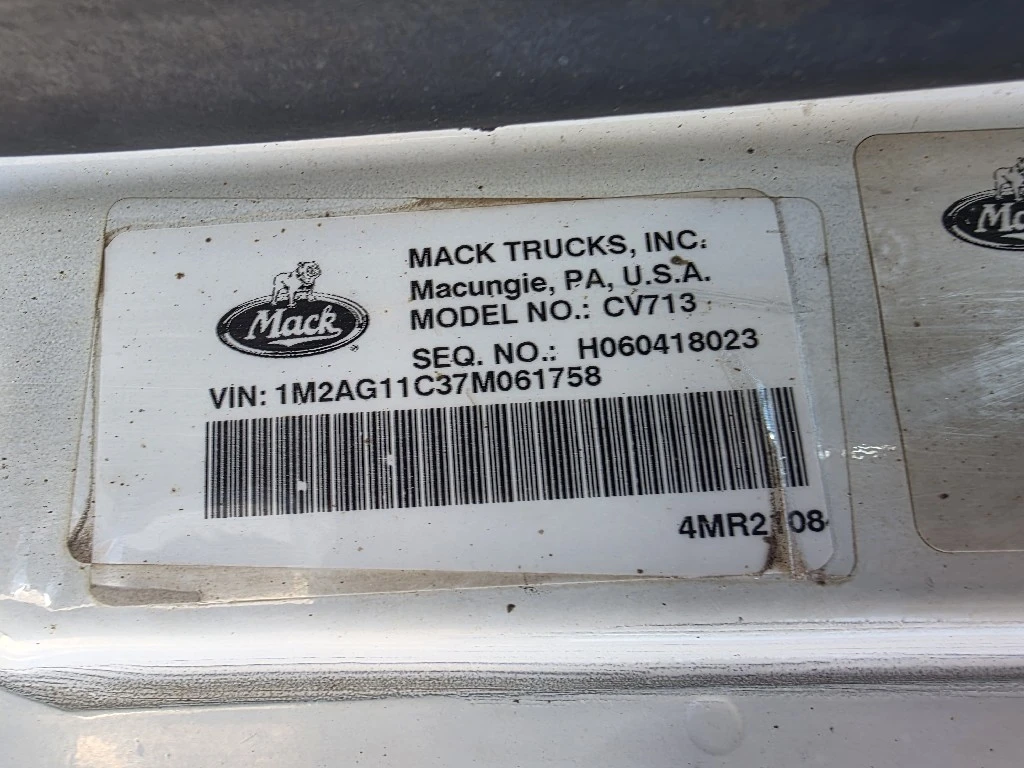 MACK TRUCKS, INC.
Macungie, PA, U.S.A.
MODEL NO.: CV713
SEQ. NO.: H060418023
Mack
VIN: 1M2AG11C37M061758